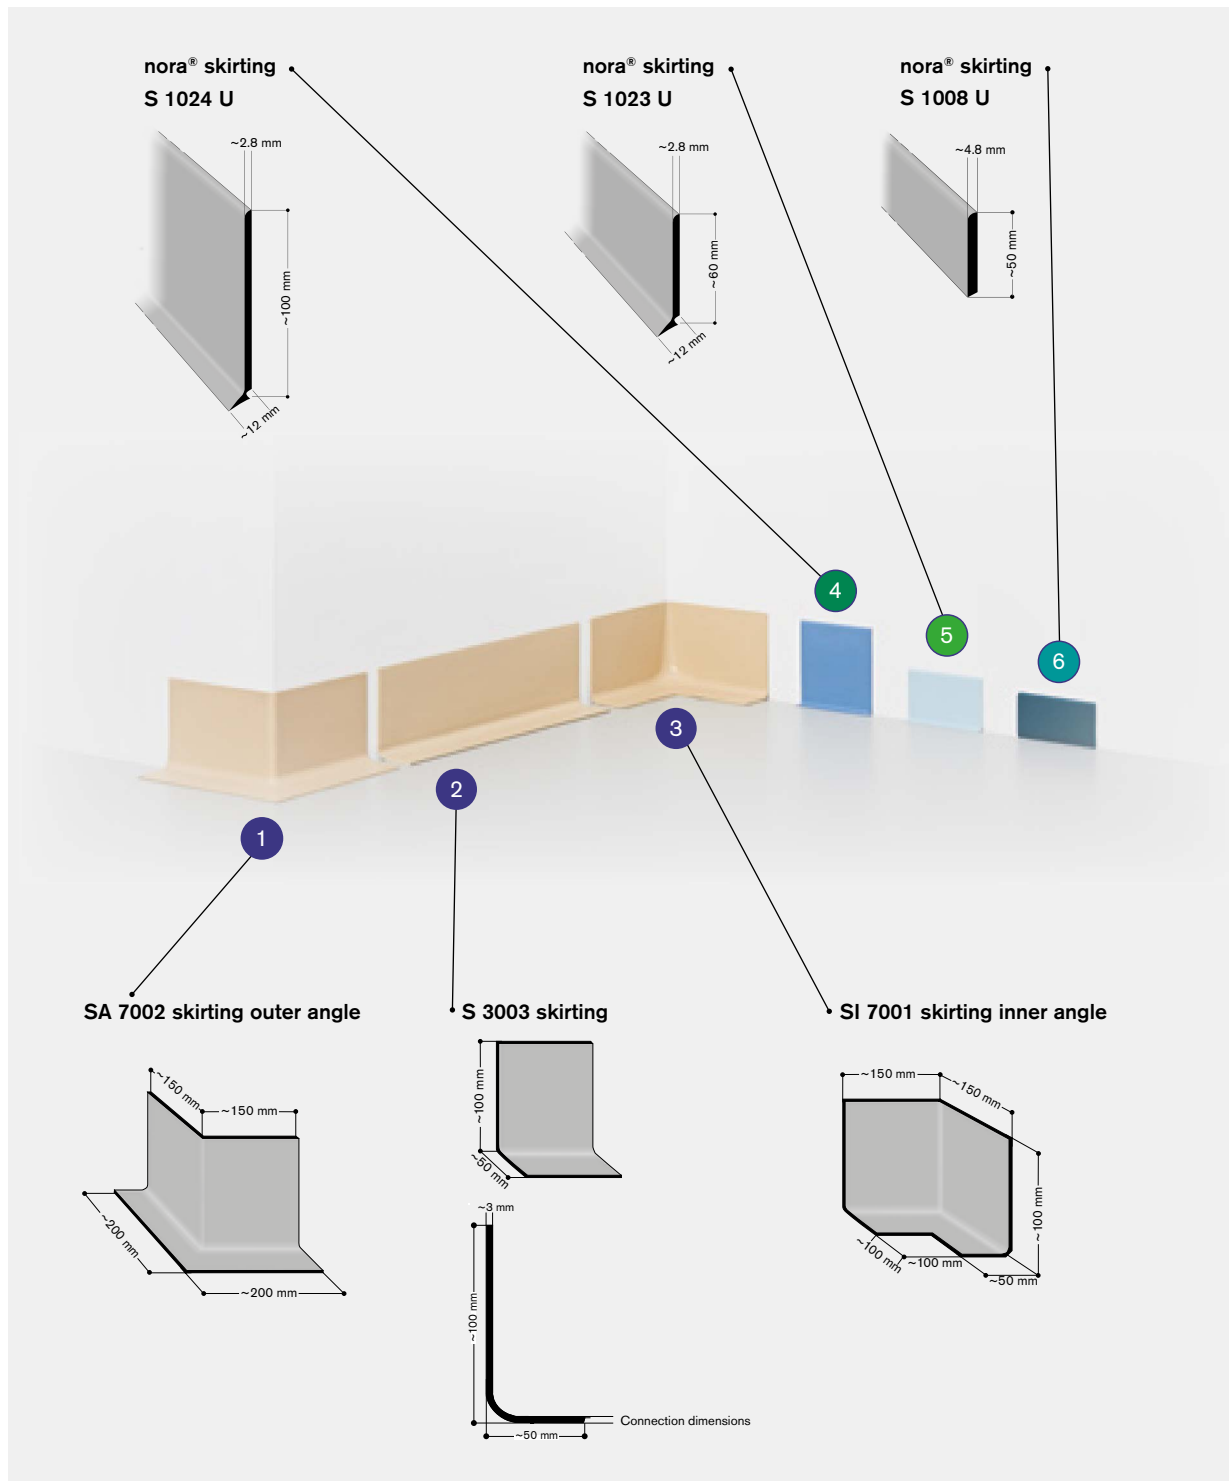 nora® skirting
S 1024 U
~2.8 mm
~100 mm
~12 mm
nora® skirting
S 1023 U
~2.8 mm
~60 mm
~12 mm
nora® skirting
S 1008 U
~4.8 mm
~50 mm
4
5
6
3
2
1
SA 7002 skirting outer angle
~150 mm
~150 mm
~200 mm
~200 mm
S 3003 skirting
~100 mm
~50 mm
~3 mm
~100 mm
Connection dimensions
~50 mm
SI 7001 skirting inner angle
~150 mm
~150 mm
~100 mm
~100 mm
~100 mm
~50 mm